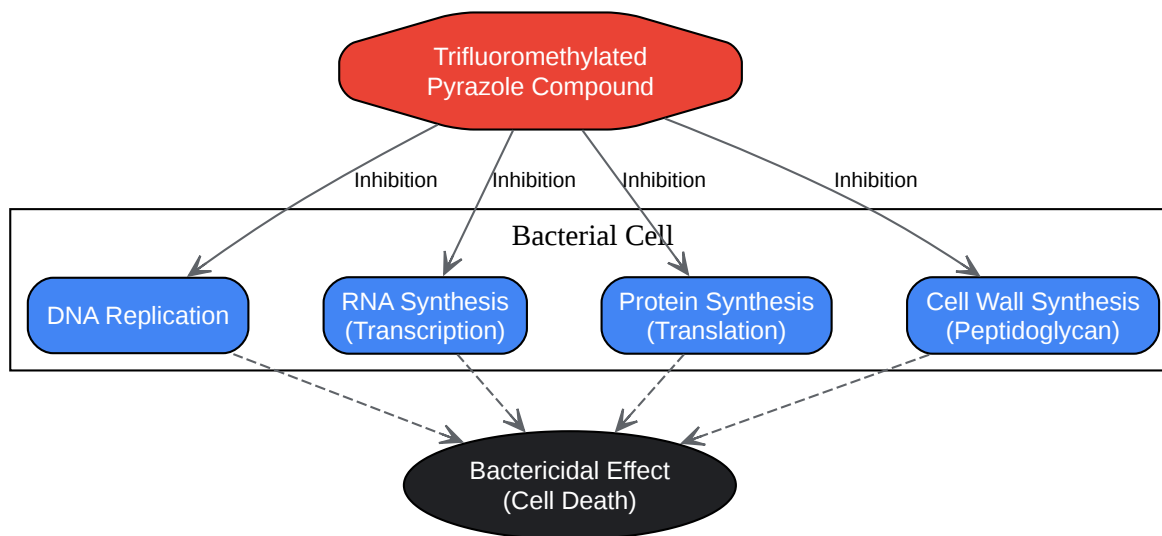 Trifluoromethylated
Pyrazole Compound
Inhibition
Inhibition
Inhibition
Inhibition
Bacterial Cell
DNA Replication
RNA Synthesis
(Transcription)
Protein Synthesis
(Translation)
Cell Wall Synthesis
(Peptidoglycan)
Bactericidal Effect
(Cell Death)